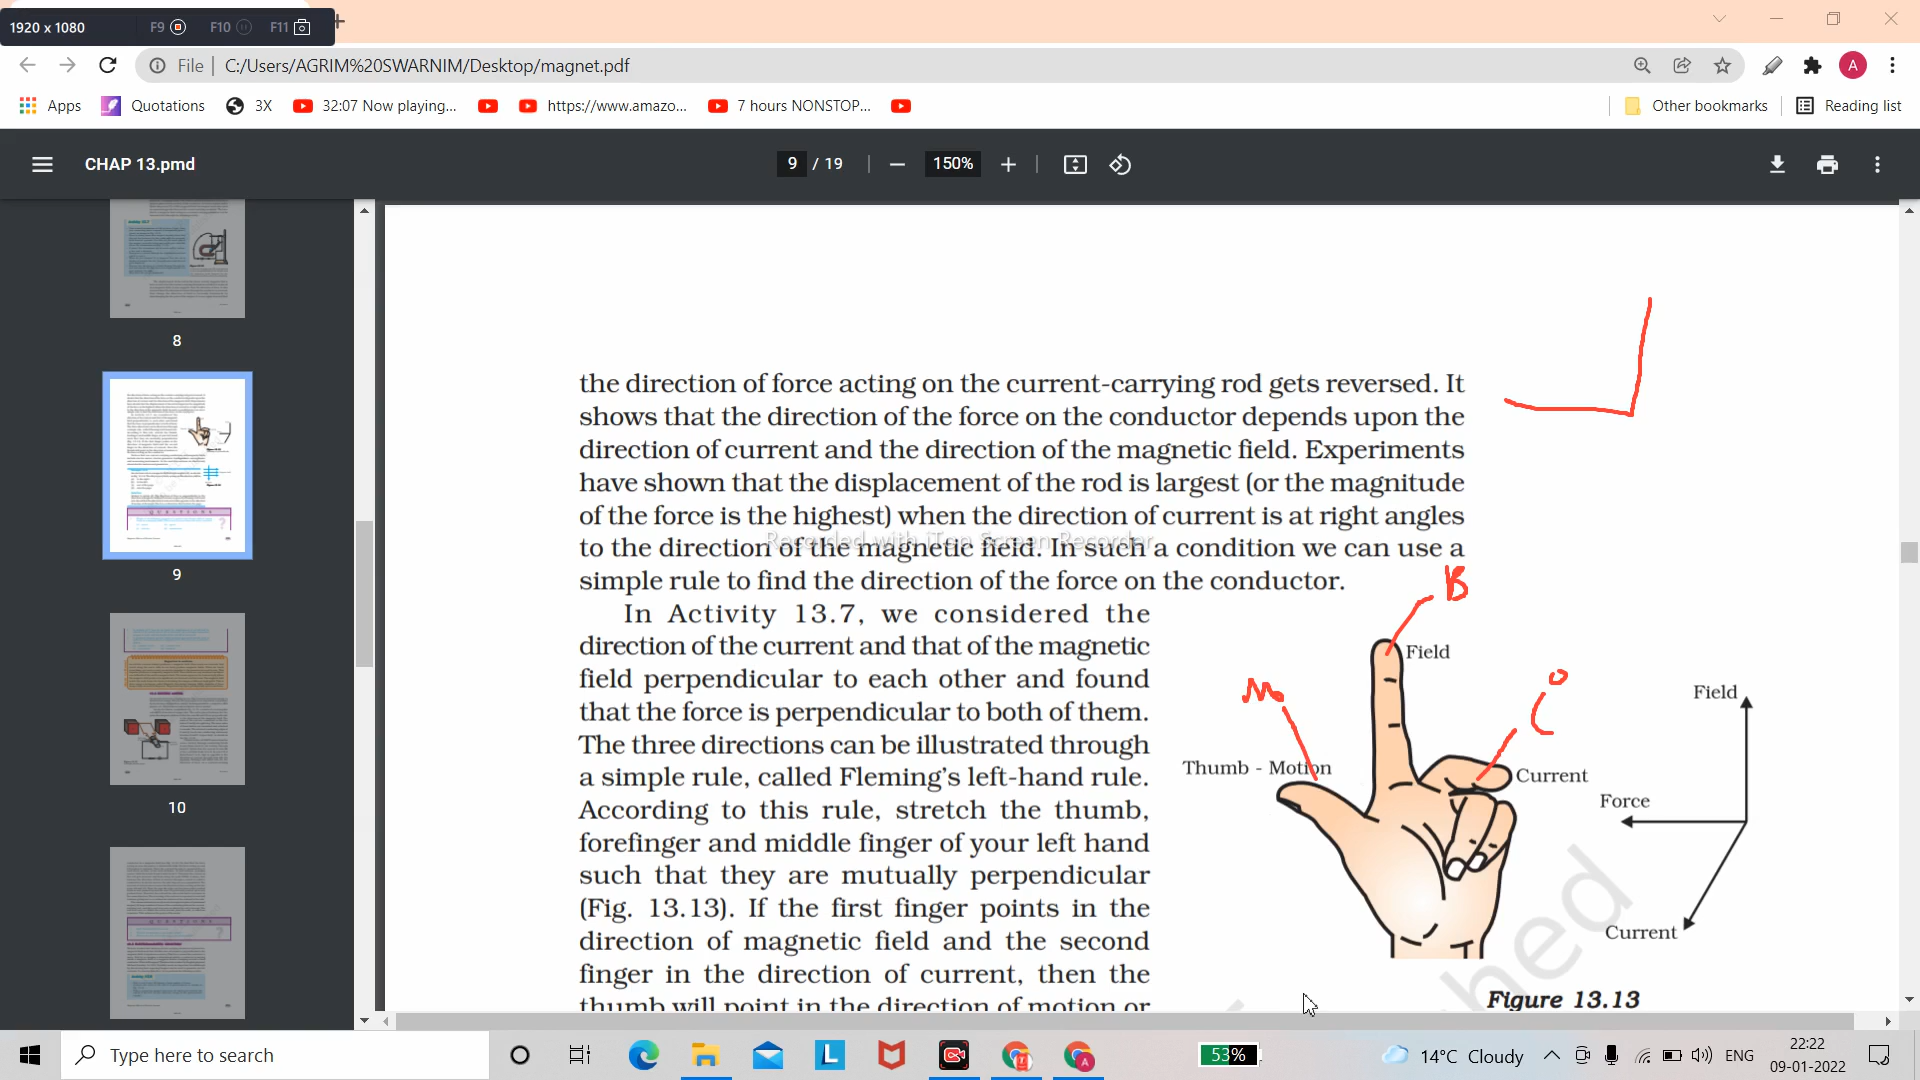 1920 x 1080 F9 F10 F11
File C:/Users/AGRIM%20SWARNIM/Desktop/magnet.pdf A
Apps Quotations 3X 32:07 Now playing... https://www.amazo... 7 hours NONSTOP... Other bookmarks Reading list
CHAP 13.pmd 9 / 19 150%
8
9
10
the direction of force acting on the current-carrying rod gets reversed. It
shows that the direction of the force on the conductor depends upon the
direction of current and the direction of the magnetic field. Experiments
have shown that the displacement of the rod is largest (or the magnitude
of the force is the highest) when the direction of current is at right angles
Recorded with iTop Screen Recorder
to the direction of the magnetic field. In such a condition we can use a
simple rule to find the direction of the force on the conductor.
In Activity 13.7, we considered the
direction of the current and that of the magnetic
field perpendicular to each other and found
that the force is perpendicular to both of them.
The three directions can be illustrated through
a simple rule, called Fleming's left-hand rule.
According to this rule, stretch the thumb,
forefinger and middle finger of your left hand
such that they are mutually perpendicular
(Fig. 13.13). If the first finger points in the
direction of magnetic field and the second
finger in the direction of current, then the
thumb will point in the direction of motion or
B
Field
Mo
C
Thumb - Motion
Current
Field
Force
Current
hed
Figure 13.13
Type here to search 53% 14°C Cloudy ENG 22:22
09-01-2022